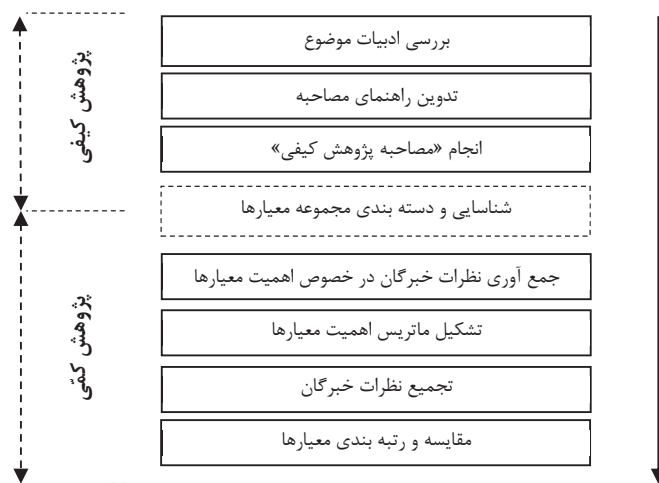 پژوهش کیفی
بررسی ادبیات موضوع
تدوین راهنمای مصاحبه
انجام «مصاحبه پژوهش کیفی»
شناسایی و دسته بندی مجموعه معیارها
پژوهش کمّی
جمع آوری نظرات خبرگان در خصوص اهمیت معیارها
تشکیل ماتریس اهمیت معیارها
تجمیع نظرات خبرگان
مقایسه و رتبه بندی معیارها